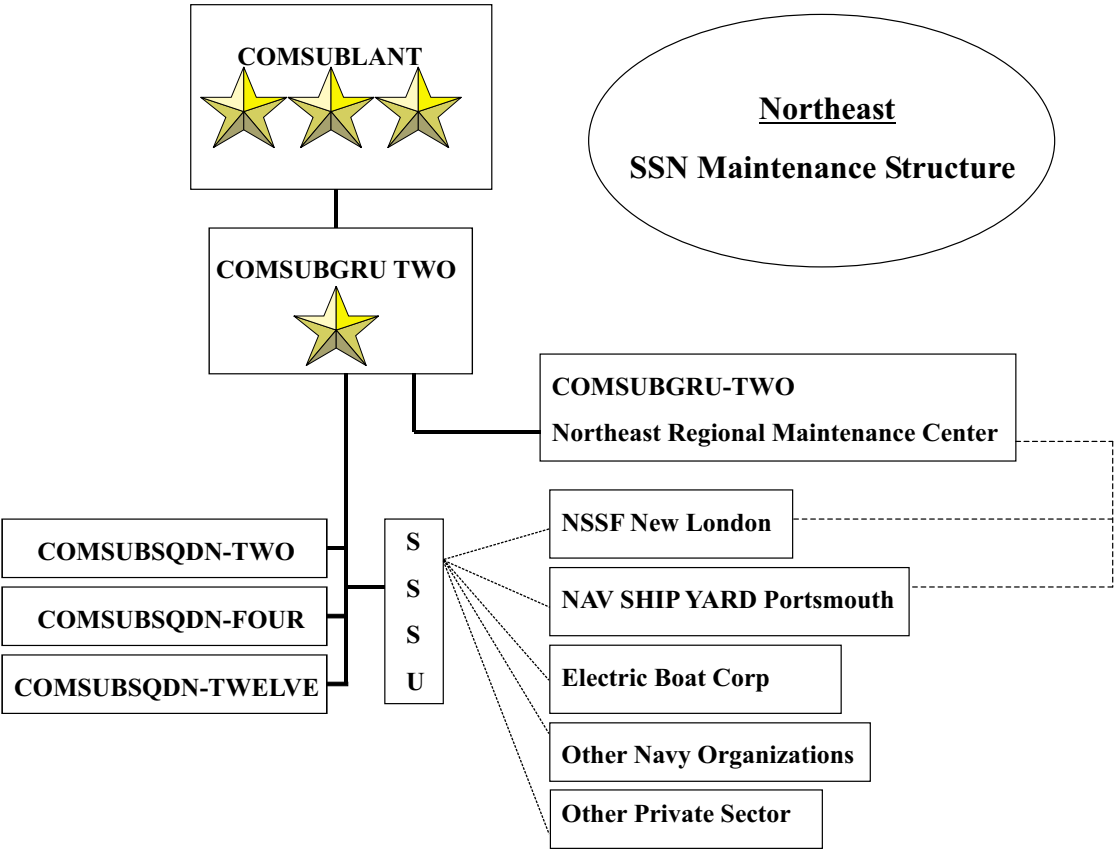 COMSUBLANT
Northeast
SSN Maintenance Structure
COMSUBGRU TWO
COMSUBGRU-TWO
Northeast Regional Maintenance Center
COMSUBSQDN-TWO
COMSUBSQDN-FOUR
COMSUBSQDN-TWELVE
S
S
S
U
NSSF New London
NAV SHIP YARD Portsmouth
Electric Boat Corp
Other Navy Organizations
Other Private Sector